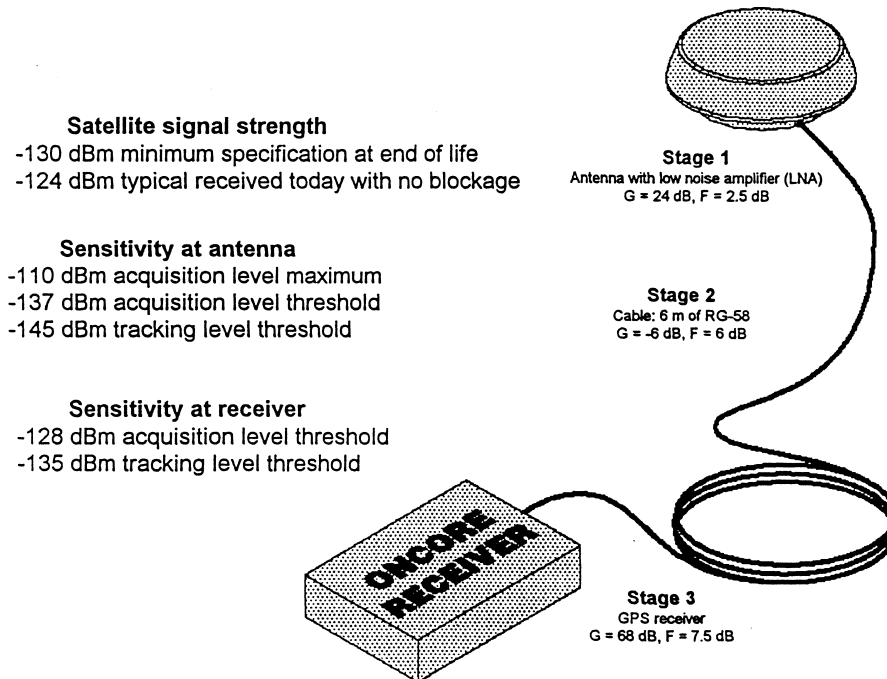 Satellite signal strength
-130 dBm minimum specification at end of life
-124 dBm typical received today with no blockage
Sensitivity at antenna
-110 dBm acquisition level maximum
-137 dBm acquisition level threshold
-145 dBm tracking level threshold
Sensitivity at receiver
-128 dBm acquisition level threshold
-135 dBm tracking level threshold
Stage 1
Antenna with low noise amplifier (LNA)
G = 24 dB, F = 2.5 dB
Stage 2
Cable: 6 m of RG-58
G = -6 dB, F = 6 dB
ONCORE
RECEIVER
Stage 3
GPS receiver
G = 68 dB, F = 7.5 dB